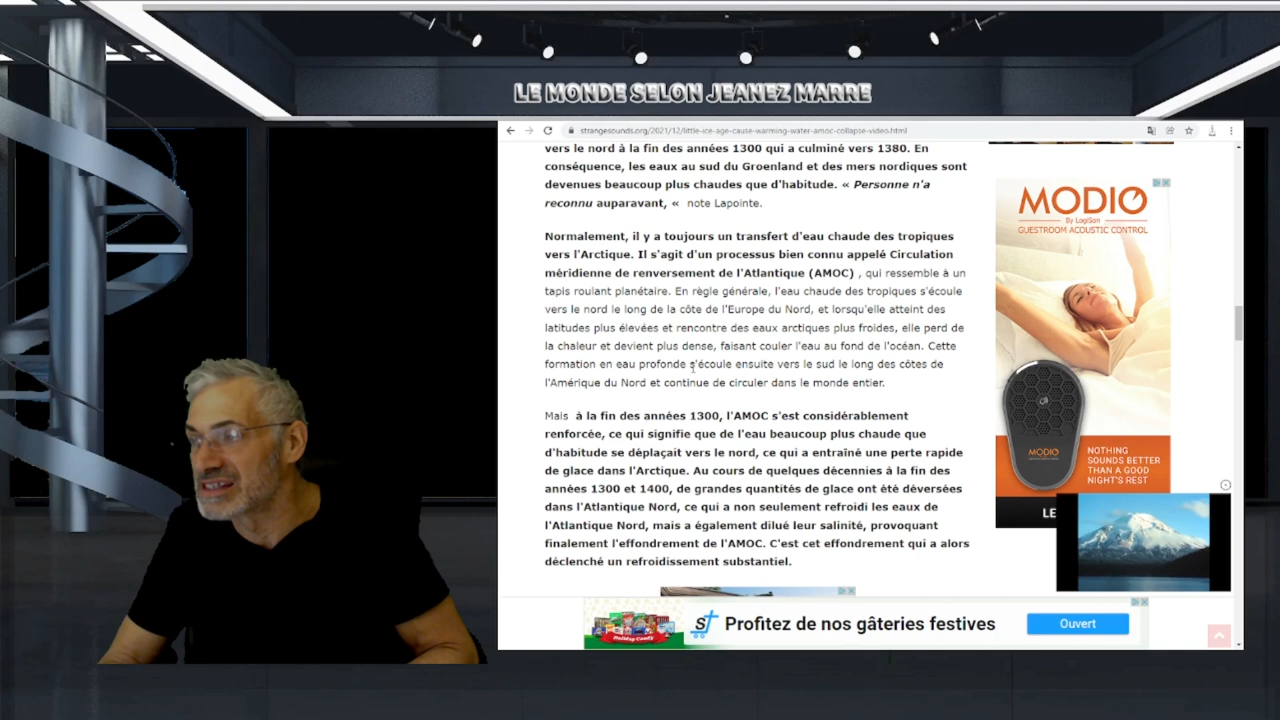 LE MONDE SELON JEANEZ MARRE
strangesounds.org/2021/12/little-ice-age-cause-warming-water-amoc-collapse-video.html
vers le nord à la fin des années 1300 qui a culminé vers 1380. En
conséquence, les eaux au sud du Groenland et des mers nordiques sont
devenues beaucoup plus chaudes que d'habitude. « Personne n'a
reconnu auparavant, « note Lapointe.
Normalement, il y a toujours un transfert d'eau chaude des tropiques
vers l'Arctique. Il s'agit d'un processus bien connu appelé Circulation
méridienne de renversement de l'Atlantique (AMOC) , qui ressemble à un
tapis roulant planétaire. En règle générale, l'eau chaude des tropiques s'écoule
vers le nord le long de la côte de l'Europe du Nord, et lorsqu'elle atteint des
latitudes plus élevées et rencontre des eaux arctiques plus froides, elle perd de
la chaleur et devient plus dense, faisant couler l'eau au fond de l'océan. Cette
formation en eau profonde s'écoule ensuite vers le sud le long des côtes de
l'Amérique du Nord et continue de circuler dans le monde entier.
Mais à la fin des années 1300, l'AMOC s'est considérablement
renforcée, ce qui signifie que de l'eau beaucoup plus chaude que
d'habitude se déplaçait vers le nord, ce qui a entraîné une perte rapide
de glace dans l'Arctique. Au cours de quelques décennies à la fin des
années 1300 et 1400, de grandes quantités de glace ont été déversées
dans l'Atlantique Nord, ce qui a non seulement refroidi les eaux de
l'Atlantique Nord, mais a également dilué leur salinité, provoquant
finalement l'effondrement de l'AMOC. C'est cet effondrement qui a alors
déclenché un refroidissement substantiel.
MODIO
By LogiSon
GUESTROOM ACOUSTIC CONTROL
MODIO
NOTHING
SOUNDS BETTER
THAN A GOOD
NIGHT'S REST
LE
Profitez de nos gâteries festives
Ouvert